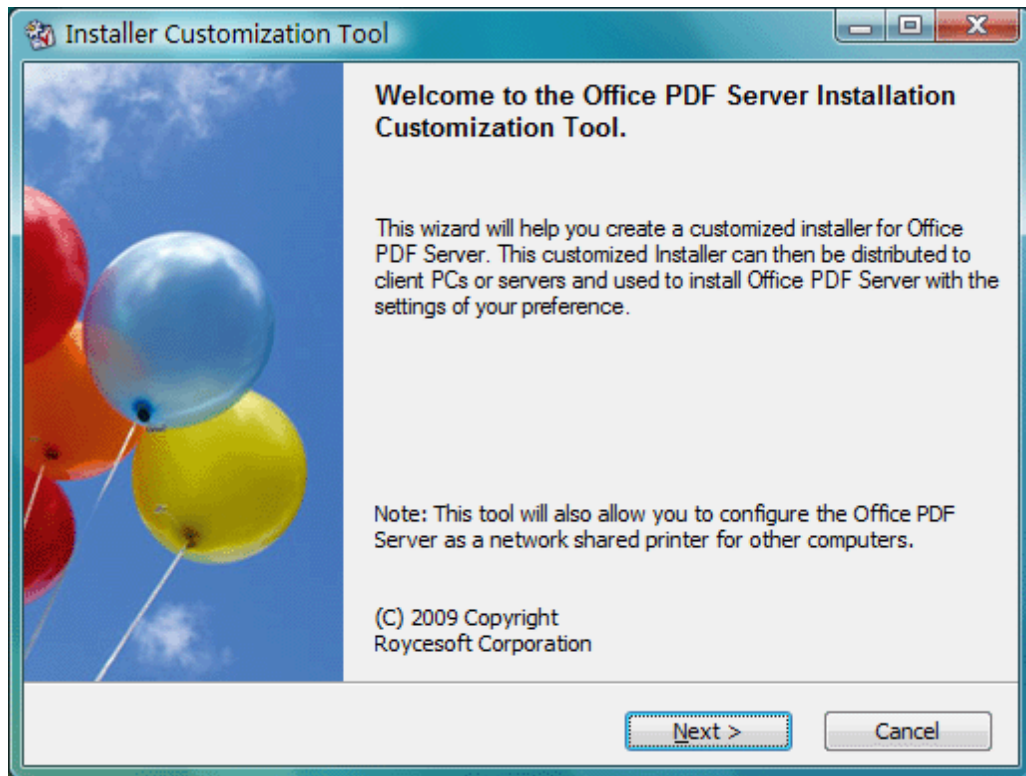 Installer Customization Tool
Welcome to the Office PDF Server Installation
Customization Tool.
This wizard will help you create a customized installer for Office
PDF Server. This customized Installer can then be distributed to
client PCs or servers and used to install Office PDF Server with the
settings of your preference.
Note: This tool will also allow you to configure the Office PDF
Server as a network shared printer for other computers.
(C) 2009 Copyright
Roycesoft Corporation
Next >
Cancel